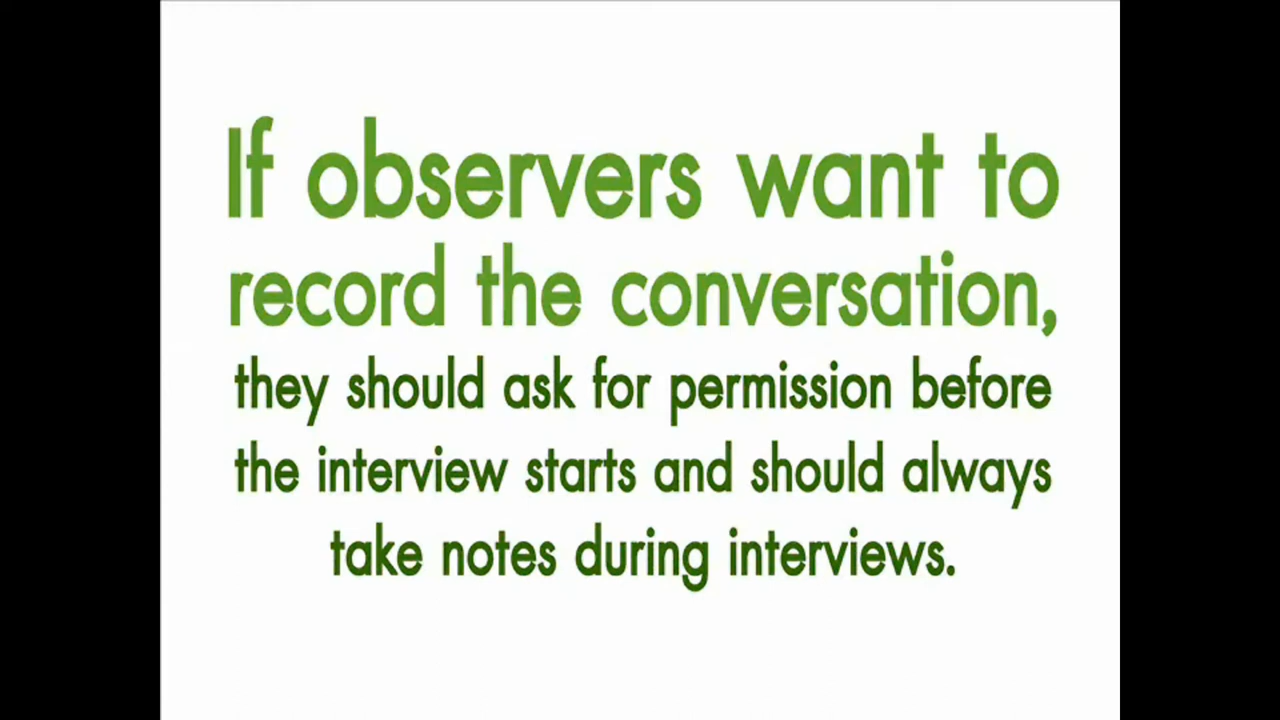 If observers want to
record the conversation,
they should ask for permission before
the interview starts and should always
take notes during interviews.